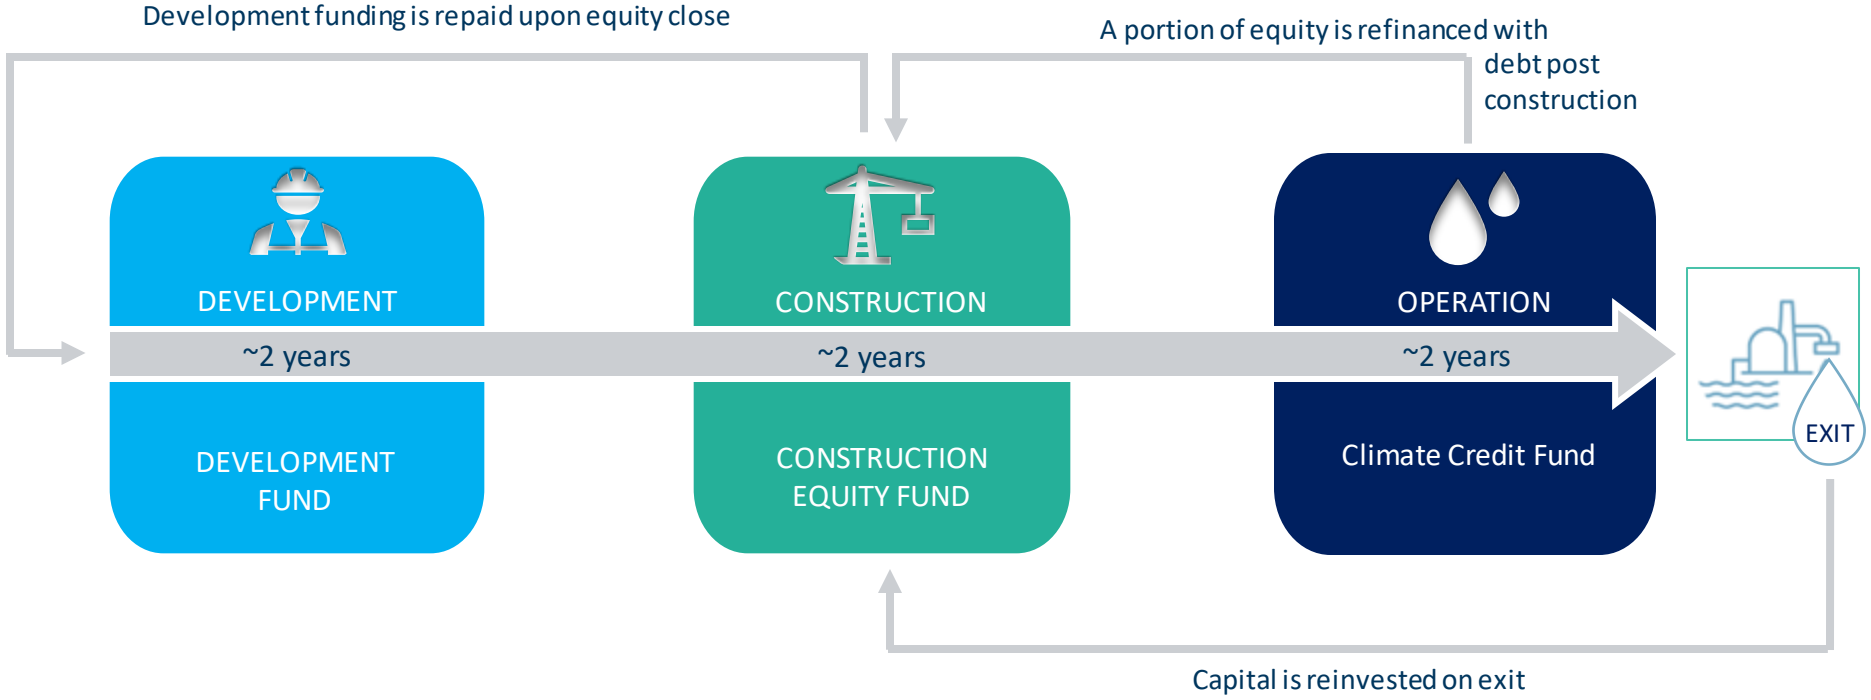 Development funding is repaid upon equity close
A portion of equity is refinanced with
debt post
construction
DEVELOPMENT
~2 years
DEVELOPMENT
FUND
CONSTRUCTION
~2 years
CONSTRUCTION
EQUITY FUND
OPERATION
~2 years
Climate Credit Fund
EXIT
Capital is reinvested on exit